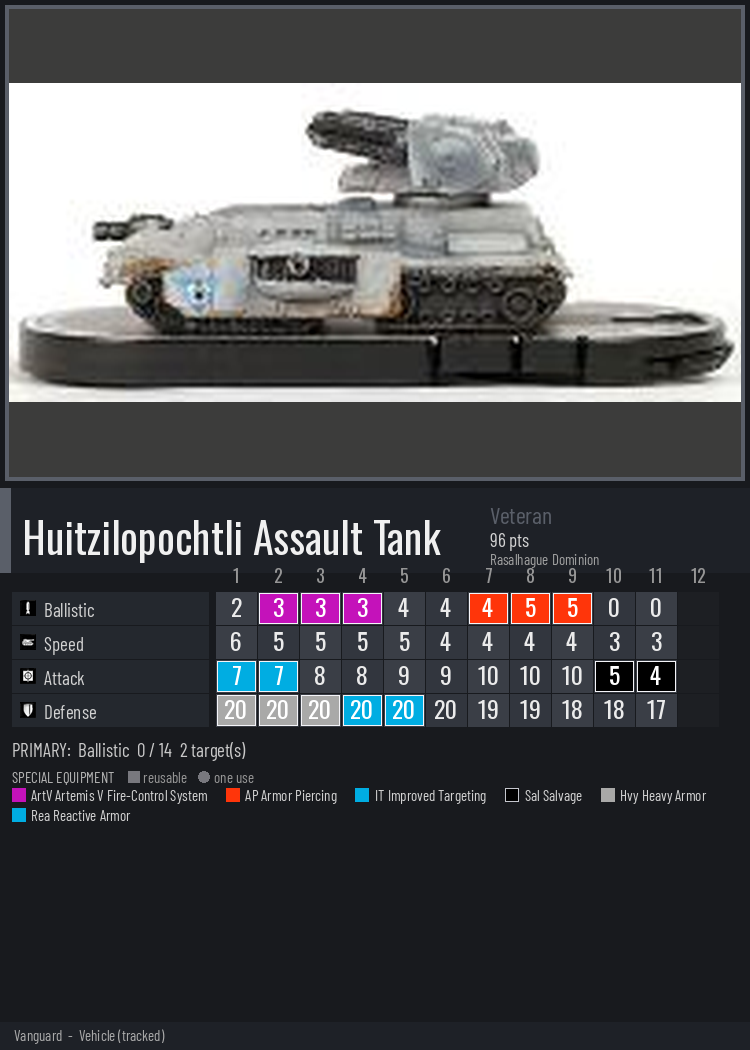 Huitzilopochtli Assault Tank
Veteran
96 pts
Rasalhague Dominion
1 2 3 4 5 6 7 8 9 10 11 12
Ballistic 2 3 3 3 4 4 4 5 5 0 0
Speed 6 5 5 5 5 4 4 4 4 3 3
Attack 7 7 8 8 9 9 10 10 10 5 4
Defense 20 20 20 20 20 20 19 19 18 18 17
PRIMARY: Ballistic 0 / 14 2 target(s)
SPECIAL EQUIPMENT reusable one use
ArtV Artemis V Fire-Control System AP Armor Piercing IT Improved Targeting Sal Salvage Hvy Heavy Armor
Rea Reactive Armor
Vanguard - Vehicle (tracked)